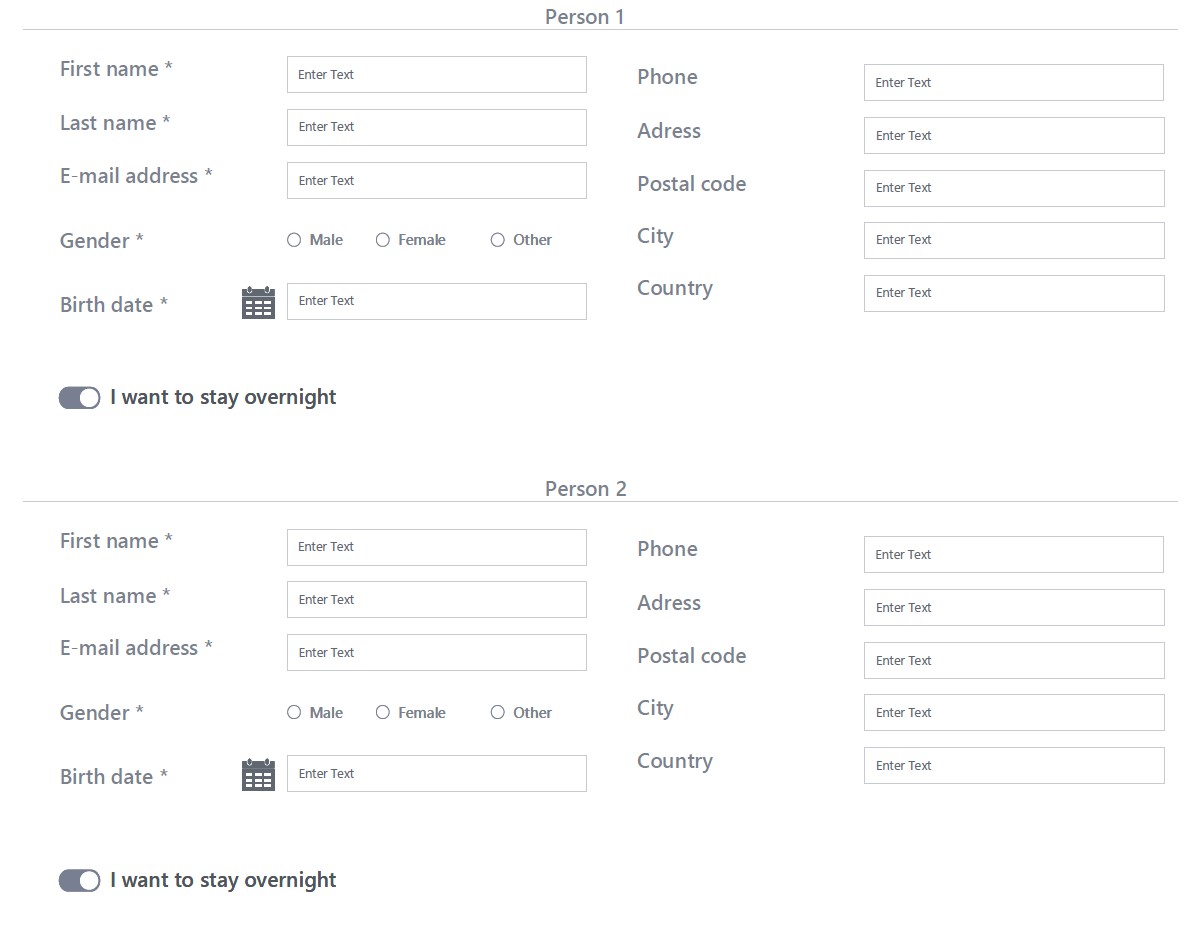 Person 1
First name *
Enter Text
Last name *
Enter Text
E-mail address *
Enter Text
Gender *
Male Female Other
Birth date *
Enter Text
Phone
Enter Text
Adress
Enter Text
Postal code
Enter Text
City
Enter Text
Country
Enter Text
I want to stay overnight
Person 2
First name *
Enter Text
Last name *
Enter Text
E-mail address *
Enter Text
Gender *
Male Female Other
Birth date *
Enter Text
Phone
Enter Text
Adress
Enter Text
Postal code
Enter Text
City
Enter Text
Country
Enter Text
I want to stay overnight